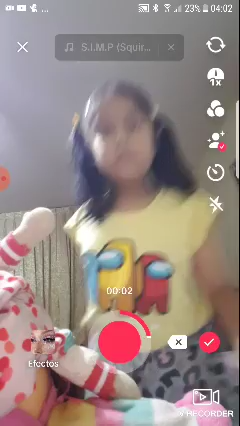 ... 23% 04:02
S.I.M.P (Squir...
1x
00:02
Efectos
RECORDER